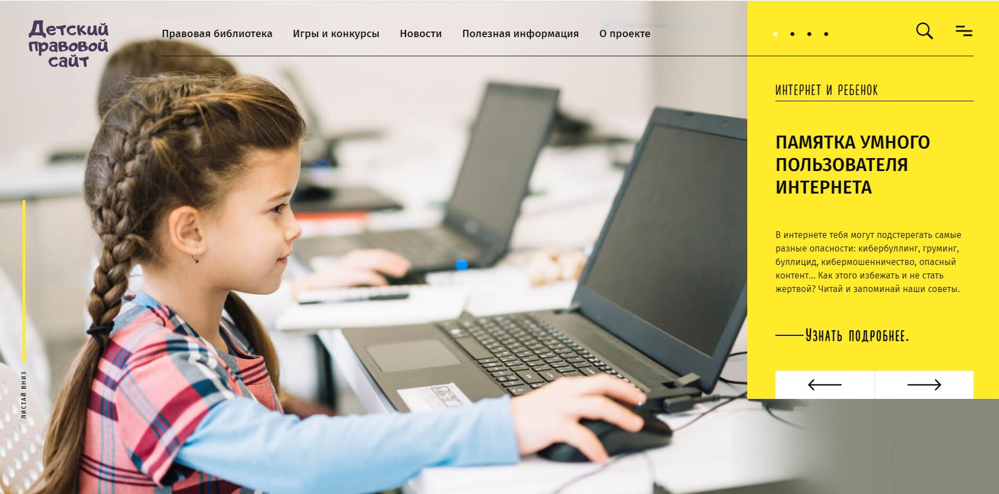 Детский
правовой
сайт
Правовая библиотека
Игры и конкурсы
Новости
Полезная информация
О проекте
Прямоугольник
ИНТЕРНЕТ И РЕБЕНОК
ПАМЯТКА УМНОГО
ПОЛЬЗОВАТЕЛЯ
ИНТЕРНЕТА
В интернете тебя могут подстерегать самые
разные опасности: кибербуллинг, груминг,
буллицид, кибермошенничество, опасный
контент... Как этого избежать и не стать
жертвой? Читай и запоминай наши советы.
Узнать подробнее.
ЛИСТАЙ ВНИЗ